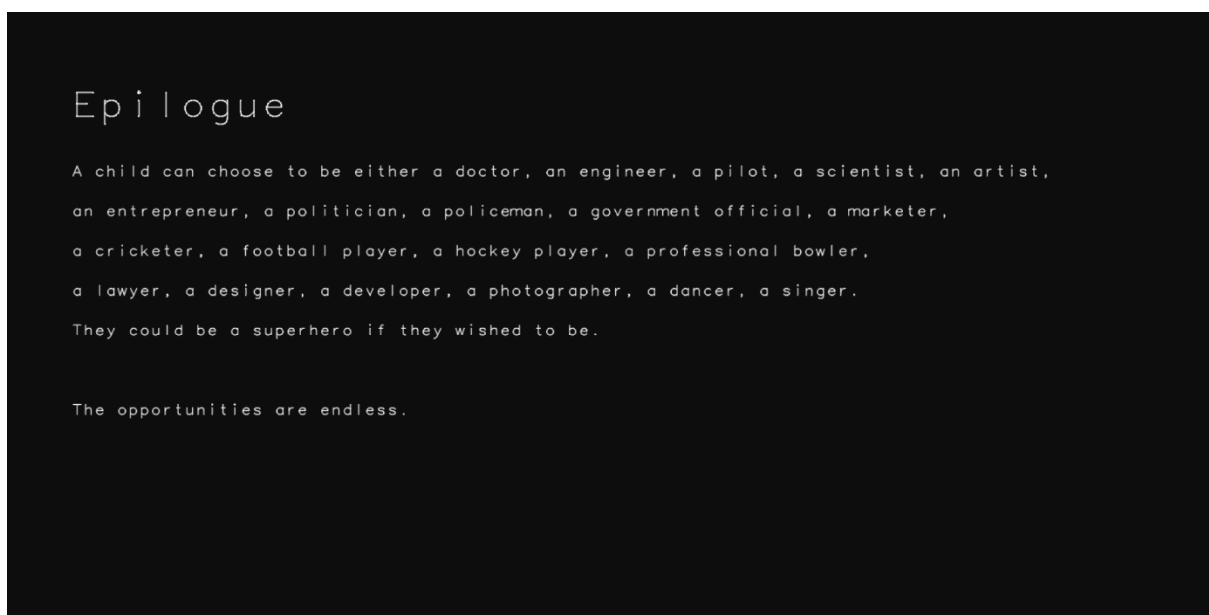 Epilogue
A child can choose to be either a doctor, an engineer, a pilot, a scientist, an artist,
an entrepreneur, a politician, a policeman, a government official, a marketer,
a cricketer, a football player, a hockey player, a professional bowler,
a lawyer, a designer, a developer, a photographer, a dancer, a singer.
They could be a superhero if they wished to be.
The opportunities are endless.